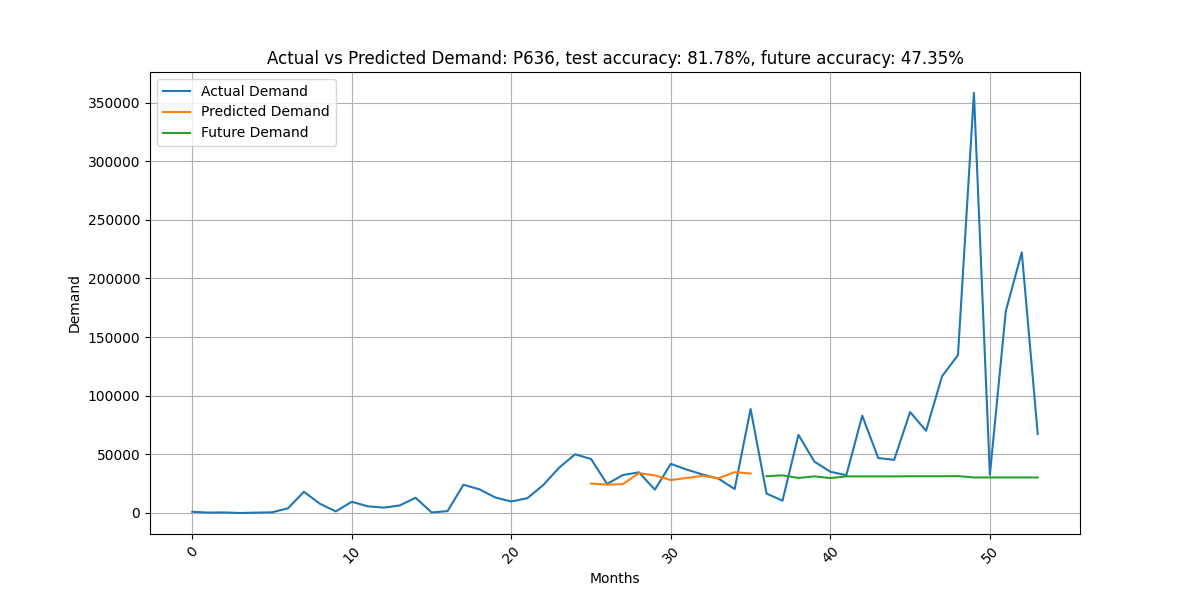 Actual vs Predicted Demand: P636, test accuracy: 81.78%, future accuracy: 47.35%
Actual Demand
Predicted Demand
Future Demand
350000
300000
250000
200000
150000
100000
50000
0
Demand
0
10
20
30
40
50
Months